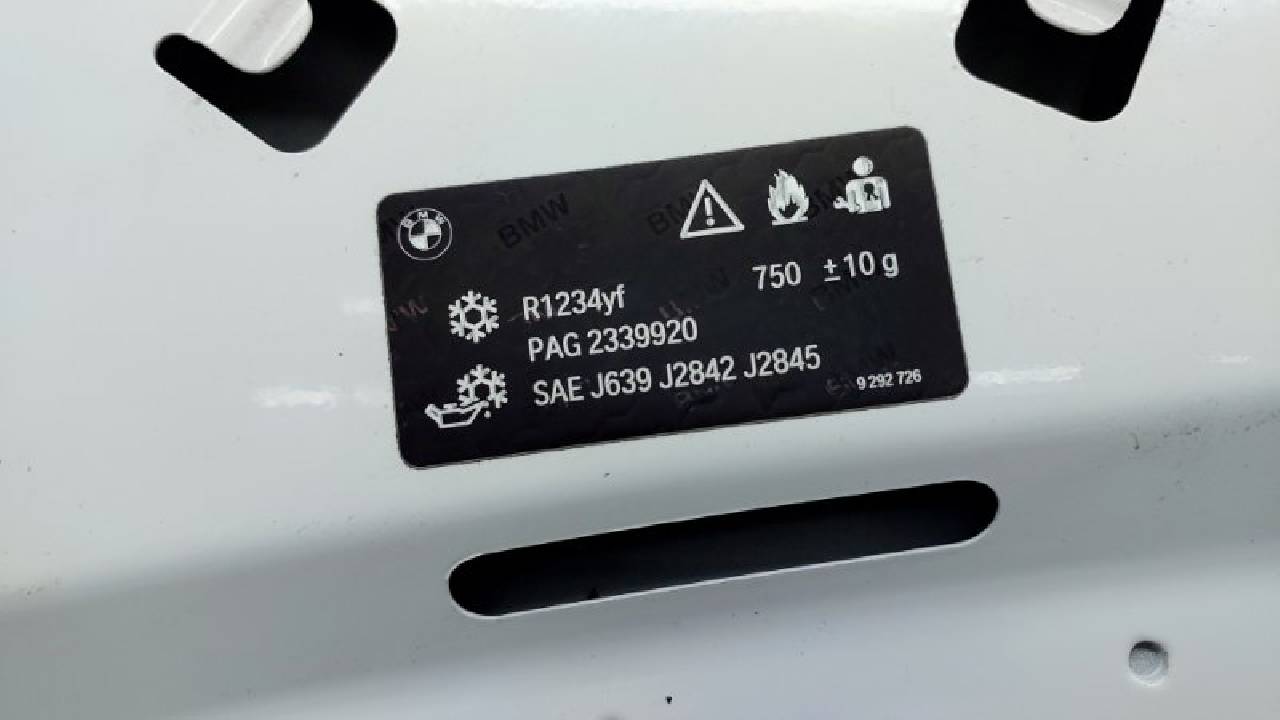 BMW
R1234yf 750 ±10 g
PAG 2339920
SAE J639 J2842 J2845
9 292 726